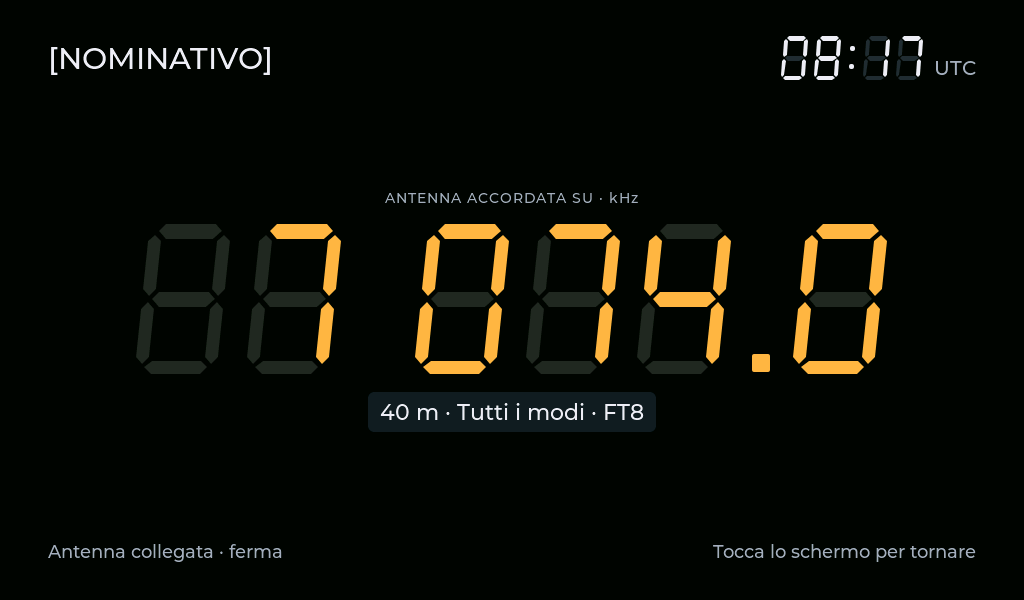 [NOMINATIVO]
08:17 UTC
ANTENNA ACCORDATA SU · kHz
7 074.0
40 m · Tutti i modi · FT8
Antenna collegata · ferma
Tocca lo schermo per tornare